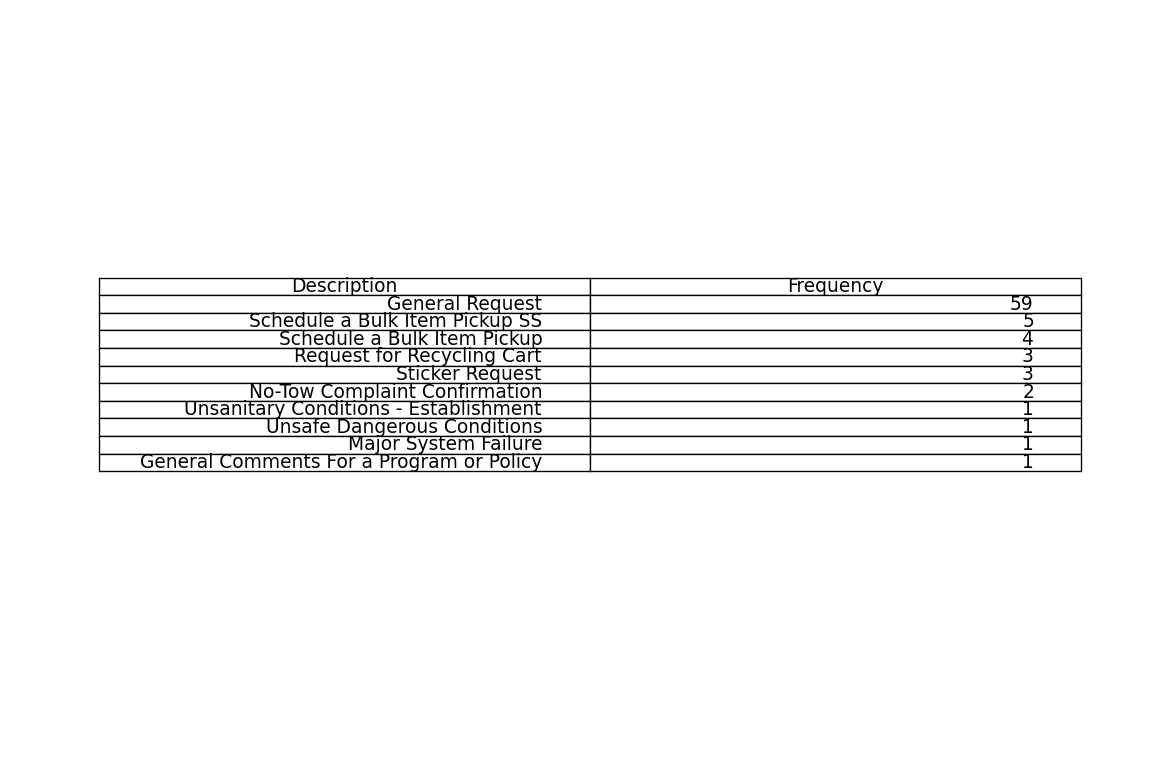 Description Frequency
General Request 59
Schedule a Bulk Item Pickup SS 5
Schedule a Bulk Item Pickup 4
Request for Recycling Cart 3
Sticker Request 3
No-Tow Complaint Confirmation 2
Unsanitary Conditions - Establishment 1
Unsafe Dangerous Conditions 1
Major System Failure 1
General Comments For a Program or Policy 1